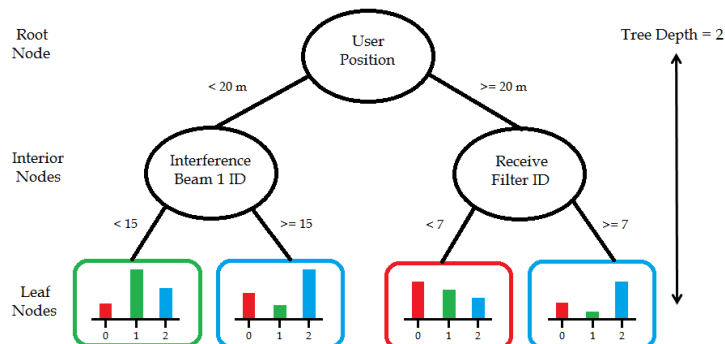 Root
Node
User
Position
Tree Depth = 2
< 20 m
>= 20 m
Interior
Nodes
Interference
Beam 1 ID
Receive
Filter ID
< 15
>= 15
< 7
>= 7
Leaf
Nodes
0 1 2
0 1 2
0 1 2
0 1 2